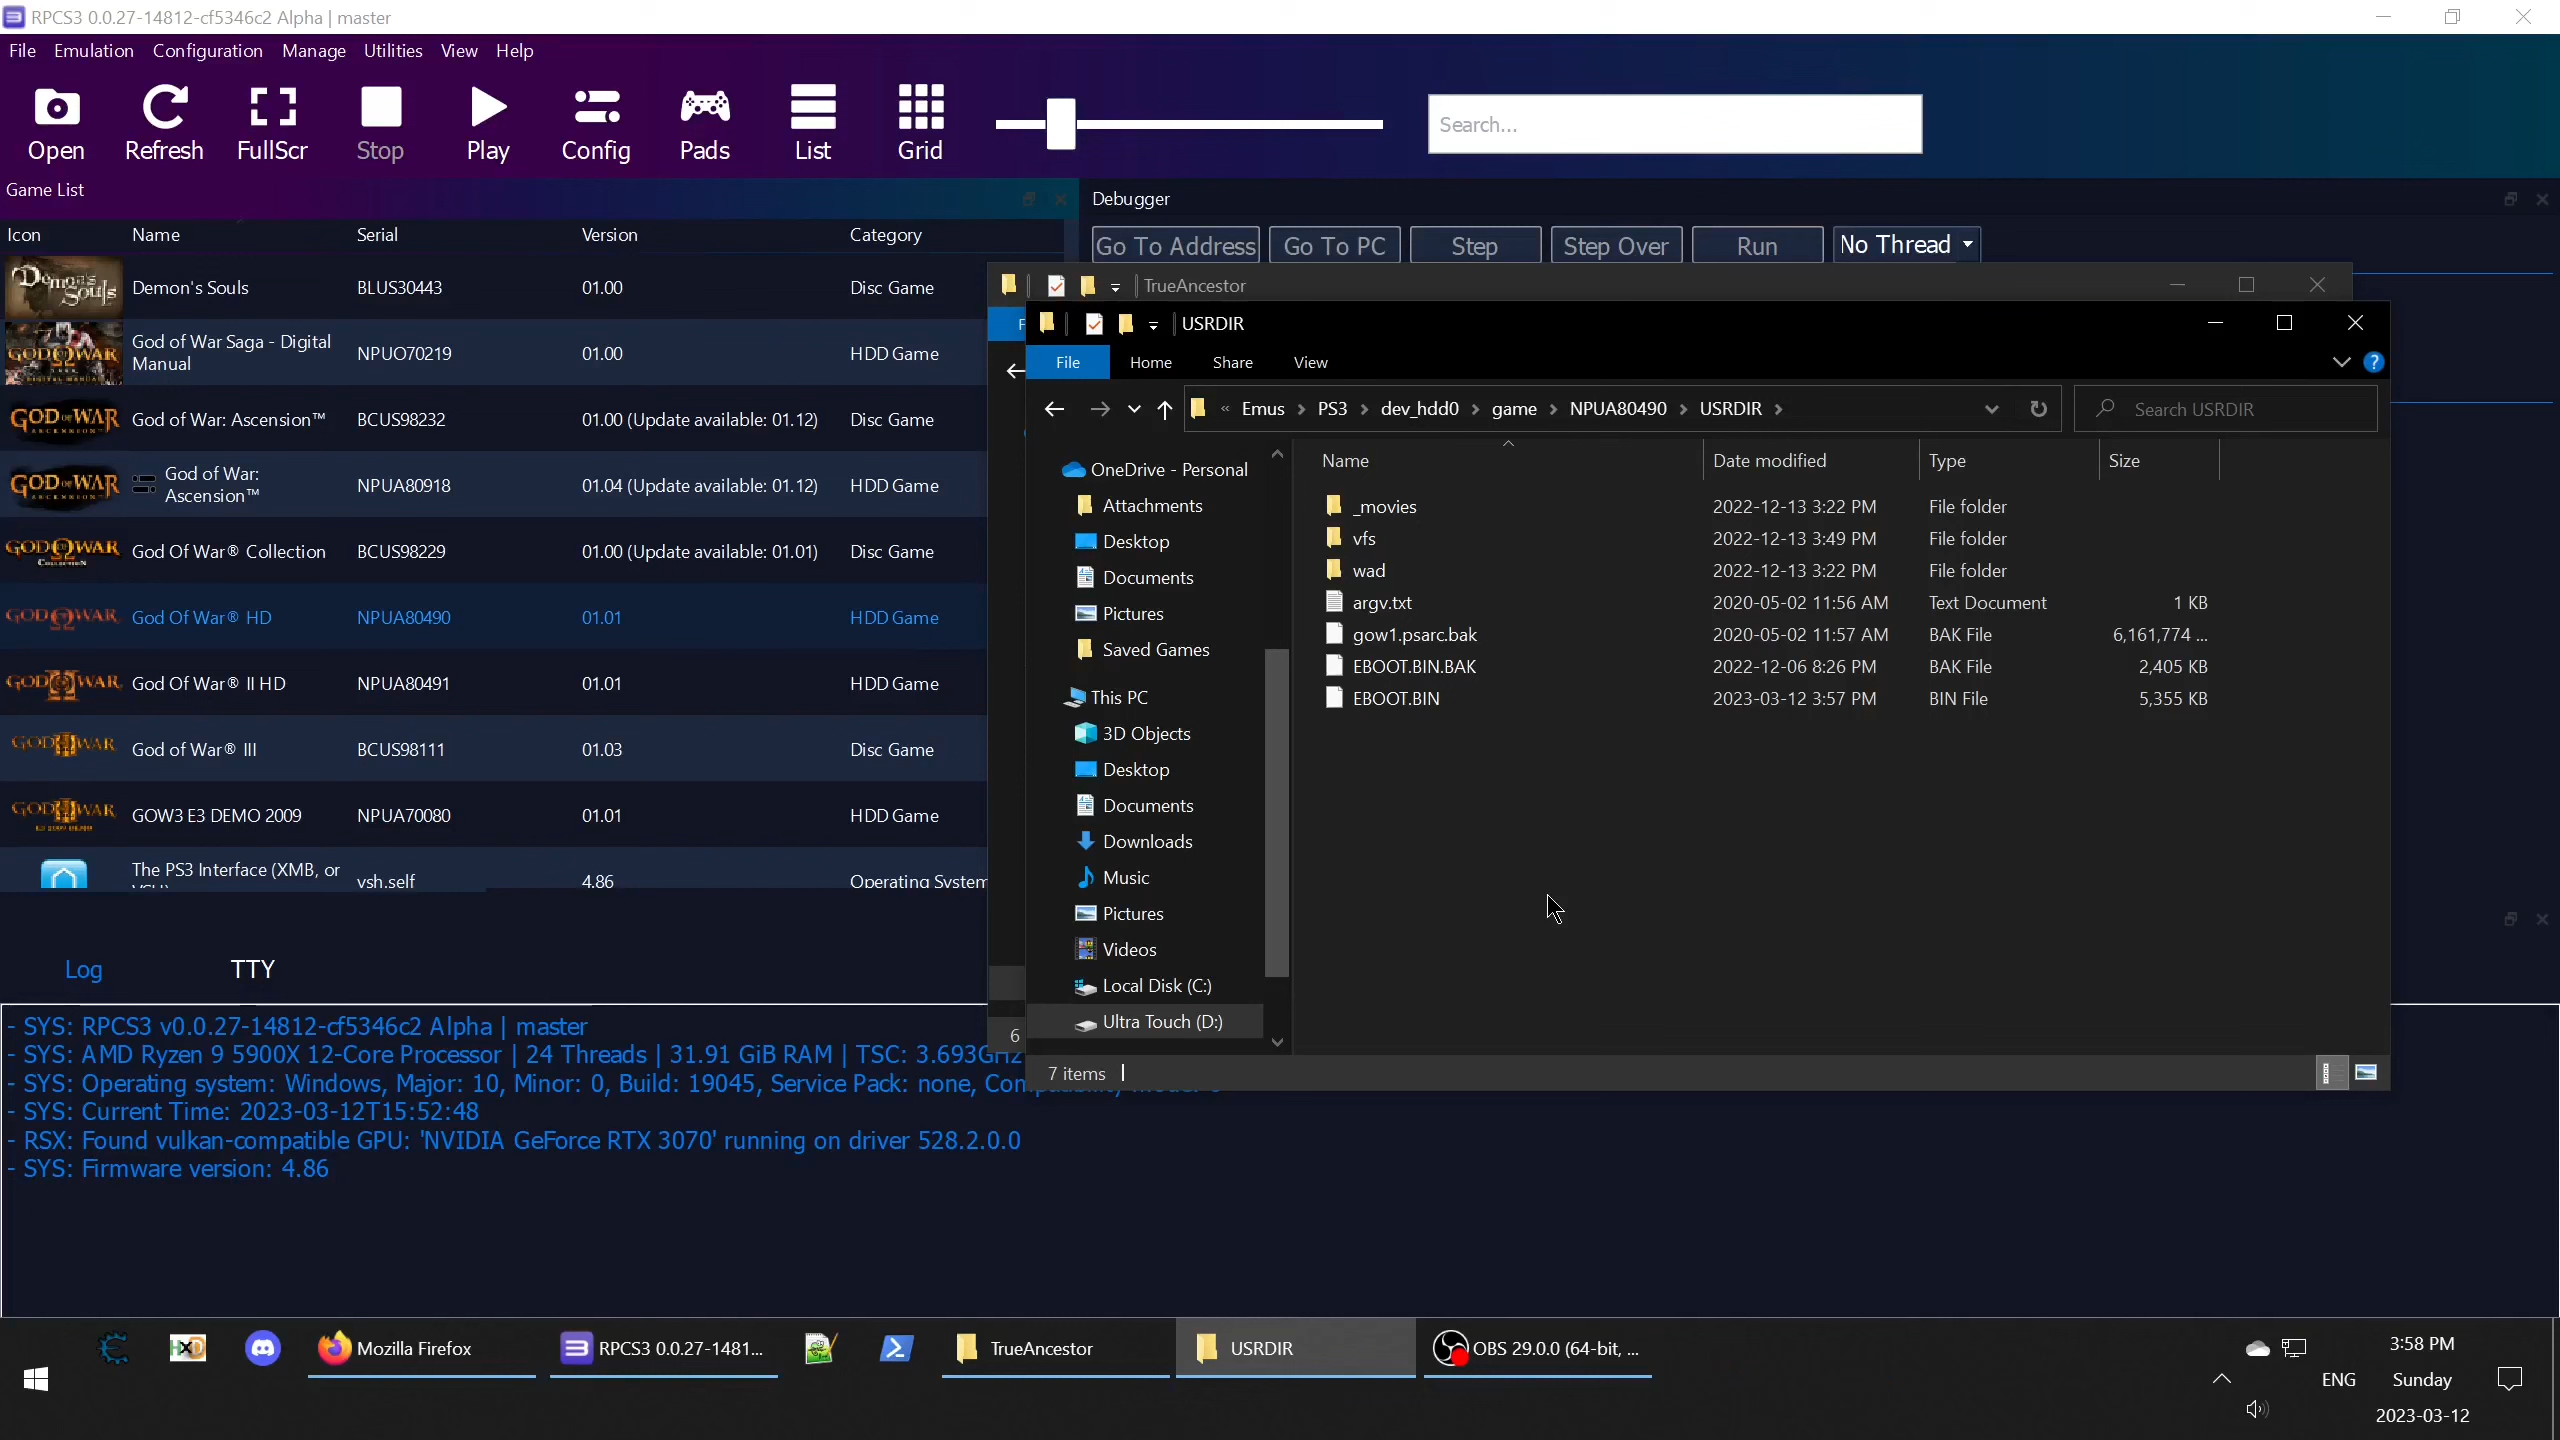 RPCS3 0.0.27-14812-cf5346c2 Alpha | master
File Emulation Configuration Manage Utilities View Help
Open Refresh FullScr Stop Play Config Pads List Grid
Search...
Game List
Icon Name Serial Version Category
Demon's Souls BLUS30443 01.00 Disc Game
God of War Saga - Digital
Manual NPUO70219 01.00 HDD Game
God of War: Ascension™ BCUS98232 01.00 (Update available: 01.12) Disc Game
God of War:
Ascension™ NPUA80918 01.04 (Update available: 01.12) HDD Game
God Of War® Collection BCUS98229 01.00 (Update available: 01.01) Disc Game
God Of War® HD NPUA80490 01.01 HDD Game
God Of War® II HD NPUA80491 01.01 HDD Game
God of War® III BCUS98111 01.03 Disc Game
GOW3 E3 DEMO 2009 NPUA70080 01.01 HDD Game
The PS3 Interface (XMB, or
vsh.self 4.86 Operating System
Debugger
Go To Address Go To PC Step Step Over Run No Thread
TrueAncestor
USRDIR
File Home Share View
« Emus > PS3 > dev_hdd0 > game > NPUA80490 > USRDIR >
Search USRDIR
OneDrive - Personal
Attachments
Desktop
Documents
Pictures
Saved Games
This PC
3D Objects
Desktop
Documents
Downloads
Music
Pictures
Videos
Local Disk (C:)
Ultra Touch (D:)
Name Date modified Type Size
_movies 2022-12-13 3:22 PM File folder
vfs 2022-12-13 3:49 PM File folder
wad 2022-12-13 3:22 PM File folder
argv.txt 2020-05-02 11:56 AM Text Document 1 KB
gow1.psarc.bak 2020-05-02 11:57 AM BAK File 6,161,774 ...
EBOOT.BIN.BAK 2022-12-06 8:26 PM BAK File 2,405 KB
EBOOT.BIN 2023-03-12 3:57 PM BIN File 5,355 KB
6
7 items
Log TTY
- SYS: RPCS3 v0.0.27-14812-cf5346c2 Alpha | master
- SYS: AMD Ryzen 9 5900X 12-Core Processor | 24 Threads | 31.91 GiB RAM | TSC: 3.693GHz
- SYS: Operating system: Windows, Major: 10, Minor: 0, Build: 19045, Service Pack: none,
- SYS: Current Time: 2023-03-12T15:52:48
- RSX: Found vulkan-compatible GPU: 'NVIDIA GeForce RTX 3070' running on driver 528.2.0.0
- SYS: Firmware version: 4.86
Mozilla Firefox RPCS3 0.0.27-1481... TrueAncestor USRDIR OBS 29.0.0 (64-bit, ...
ENG
3:58 PM
Sunday
2023-03-12